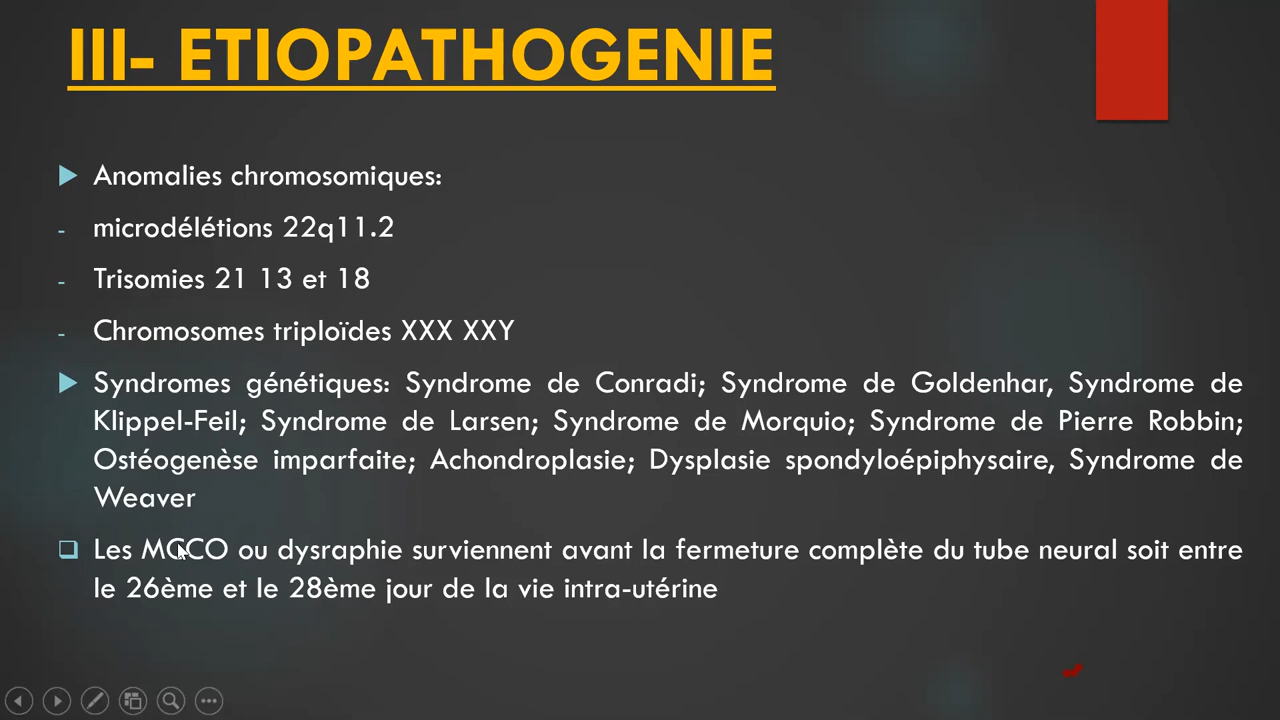 III- ETIOPATHOGENIE
Anomalies chromosomiques:
- microdélétions 22q11.2
- Trisomies 21 13 et 18
- Chromosomes triploïdes XXX XXY
Syndromes génétiques: Syndrome de Conradi; Syndrome de Goldenhar, Syndrome de
Klippel-Feil; Syndrome de Larsen; Syndrome de Morquio; Syndrome de Pierre Robbin;
Ostéogenèse imparfaite; Achondroplasie; Dysplasie spondyloépiphysaire, Syndrome de
Weaver
Les MCCO ou dysraphie surviennent avant la fermeture complète du tube neural soit entre
le 26ème et le 28ème jour de la vie intra-utérine